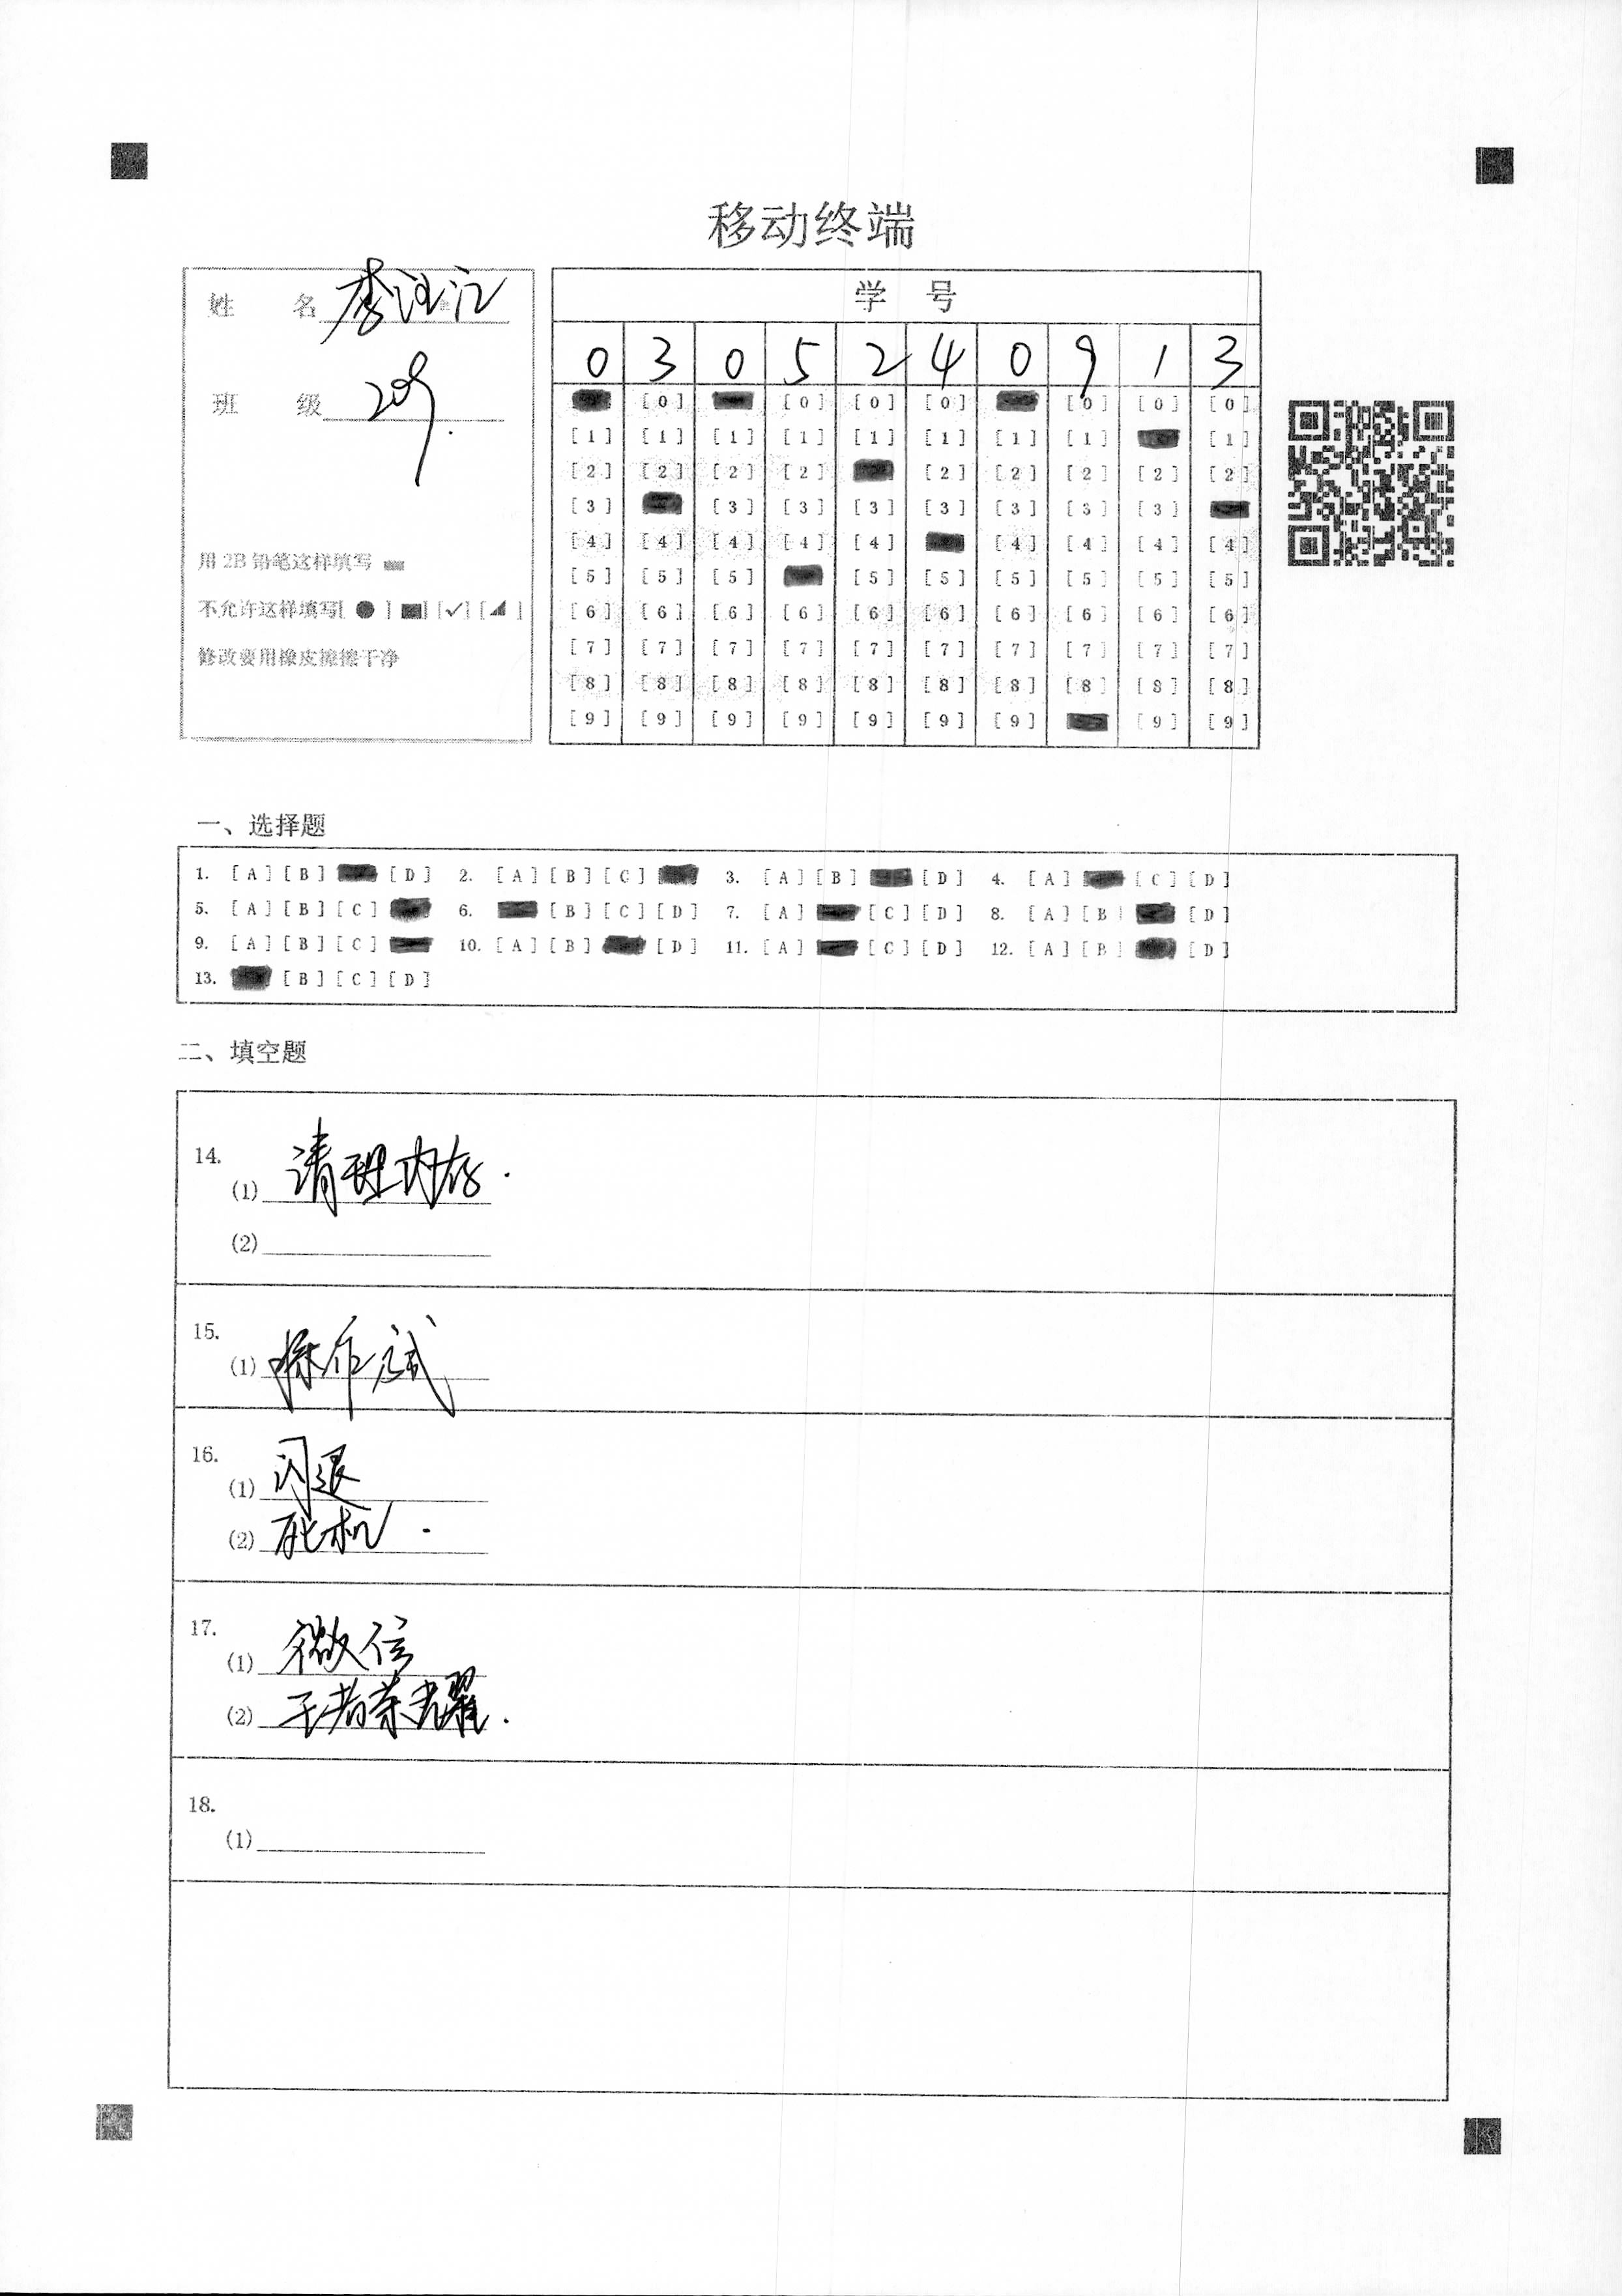 移动终端
姓 名 李
班 级 209.
用 2B 铅笔这样填写
不允许这样填写[ ● ] [■] [✓] [◢ ]
修改要用橡皮擦擦干净
学 号
0 3 0 5 2 4 0 9 1 3
[0] [0] [0] [0] [0] [0] [0]
[1] [1] [1] [1] [1] [1] [1] [1] [1]
[2] [2] [2] [2] [2] [2] [2] [2] [2]
[3] [3] [3] [3] [3] [3] [3] [3]
[4] [4] [4] [4] [4] [4] [4] [4] [4]
[5] [5] [5] [5] [5] [5] [5] [5] [5]
[6] [6] [6] [6] [6] [6] [6] [6] [6] [6]
[7] [7] [7] [7] [7] [7] [7] [7] [7] [7]
[8] [8] [8] [8] [8] [8] [8] [8] [8] [8]
[9] [9] [9] [9] [9] [9] [9] [9] [9]
一、选择题
1. [A] [B] [D] 2. [A] [B] [C] 3. [A] [B] [D] 4. [A] [C] [D]
5. [A] [B] [C] 6. [B] [C] [D] 7. [A] [C] [D] 8. [A] [B] [D]
9. [A] [B] [C] 10. [A] [B] [D] 11. [A] [C] [D] 12. [A] [B] [D]
13. [B] [C] [D]
二、填空题
14.
(1) 清理内存.
(2)
15.
(1) 试
16.
(1) 闪退
(2) 死机.
17.
(1) 微信
(2) 王者荣耀.
18.
(1)